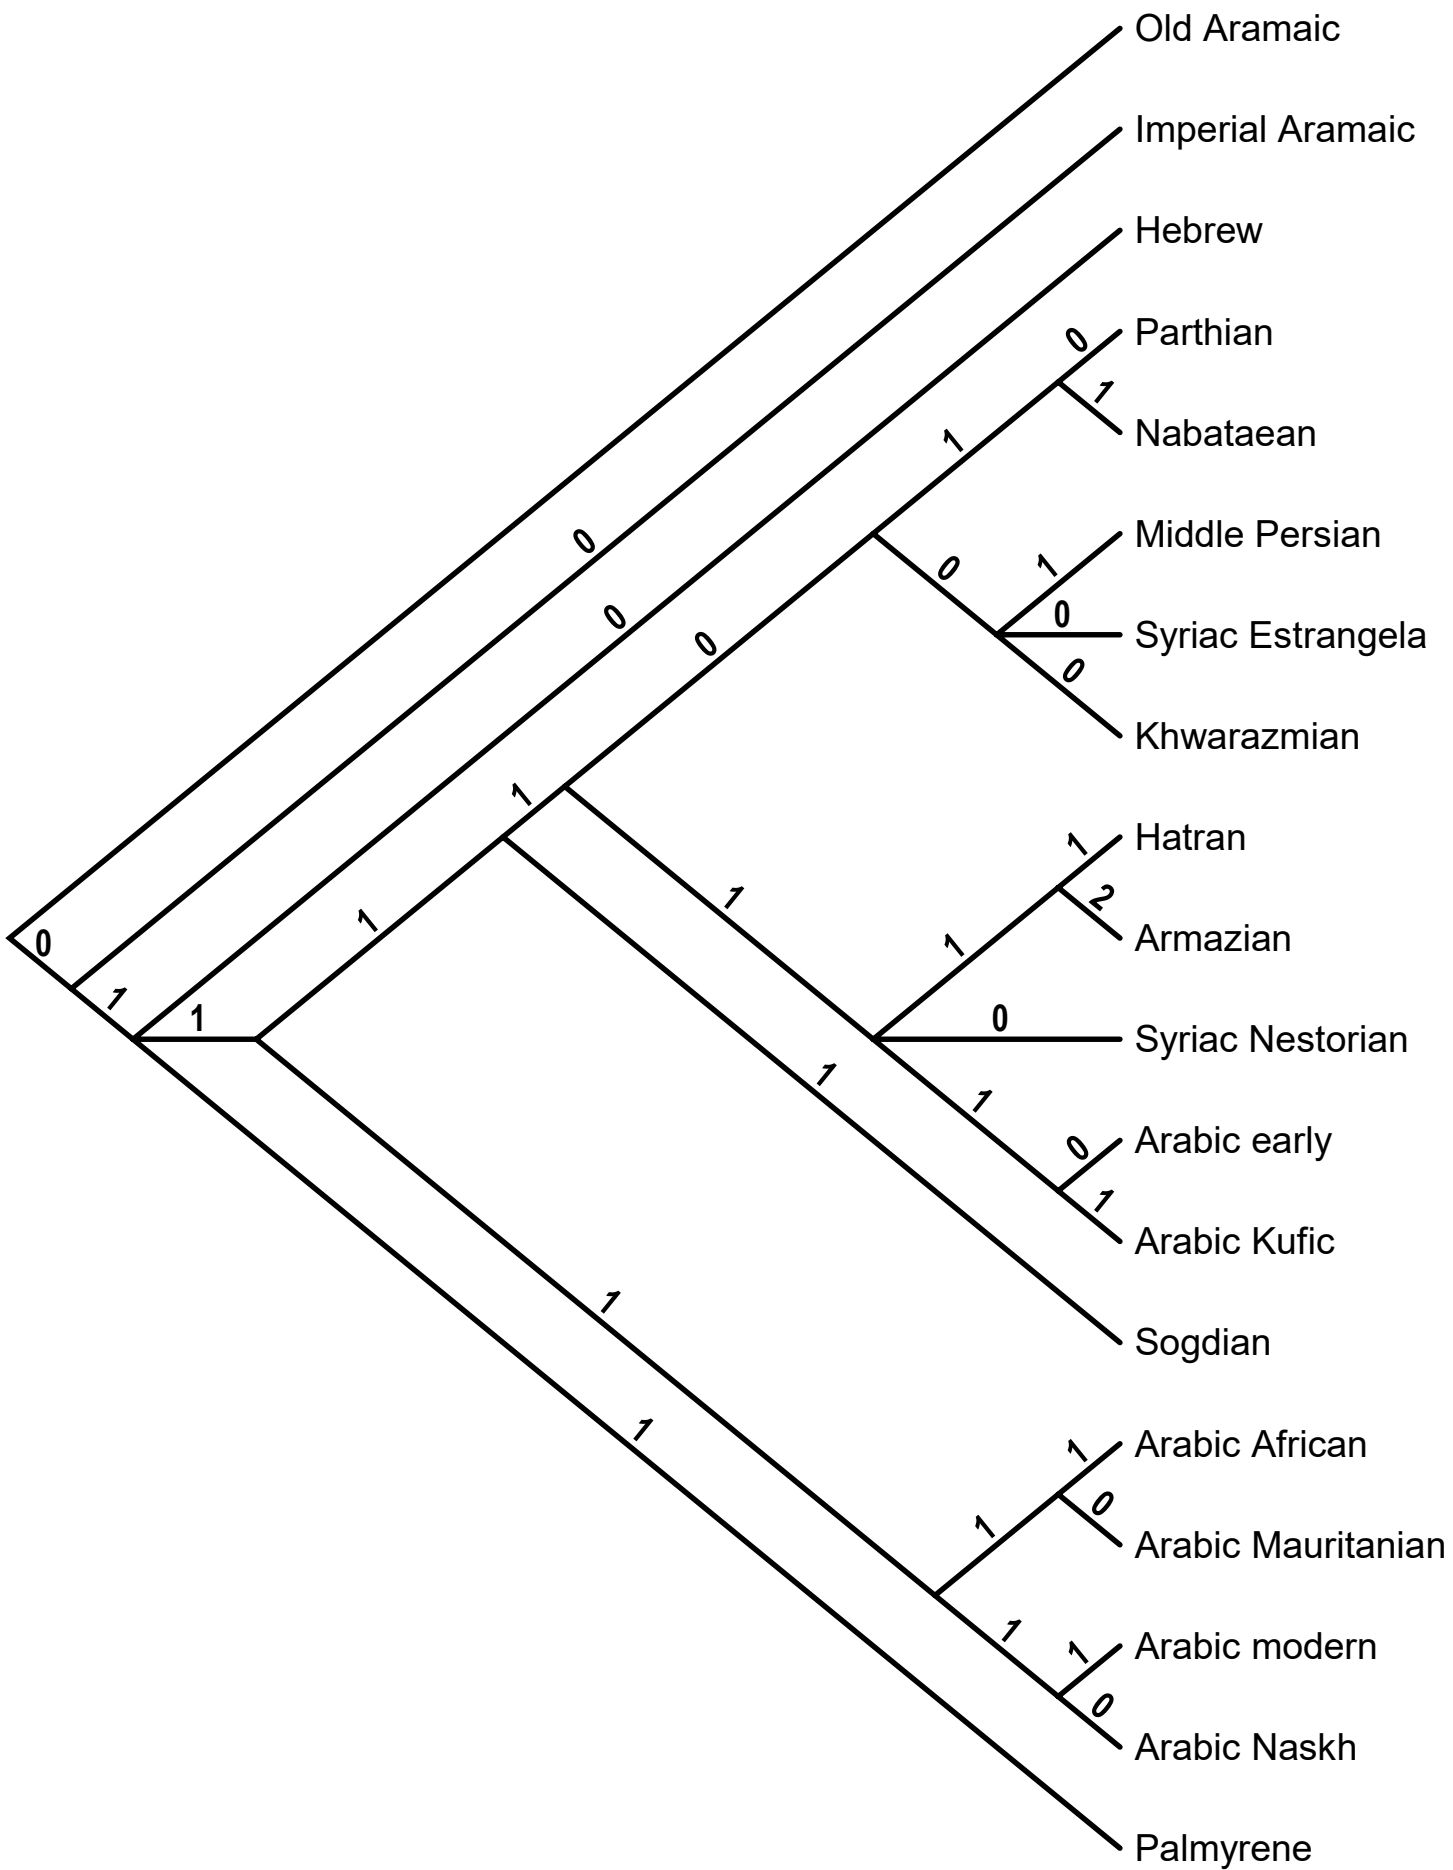 Old Aramaic
Imperial Aramaic
Hebrew
0
Parthian
1
Nabataean
1
0
Middle Persian
0
1
0
Syriac Estrangela
0
0
0
Khwarazmian
1
1
Hatran
1
2
1
1
Armazian
0
1
1
0
Syriac Nestorian
1
1
0
Arabic early
1
Arabic Kufic
1
Sogdian
1
1
Arabic African
1
0
Arabic Mauritanian
1
1
Arabic modern
0
Arabic Naskh
Palmyrene